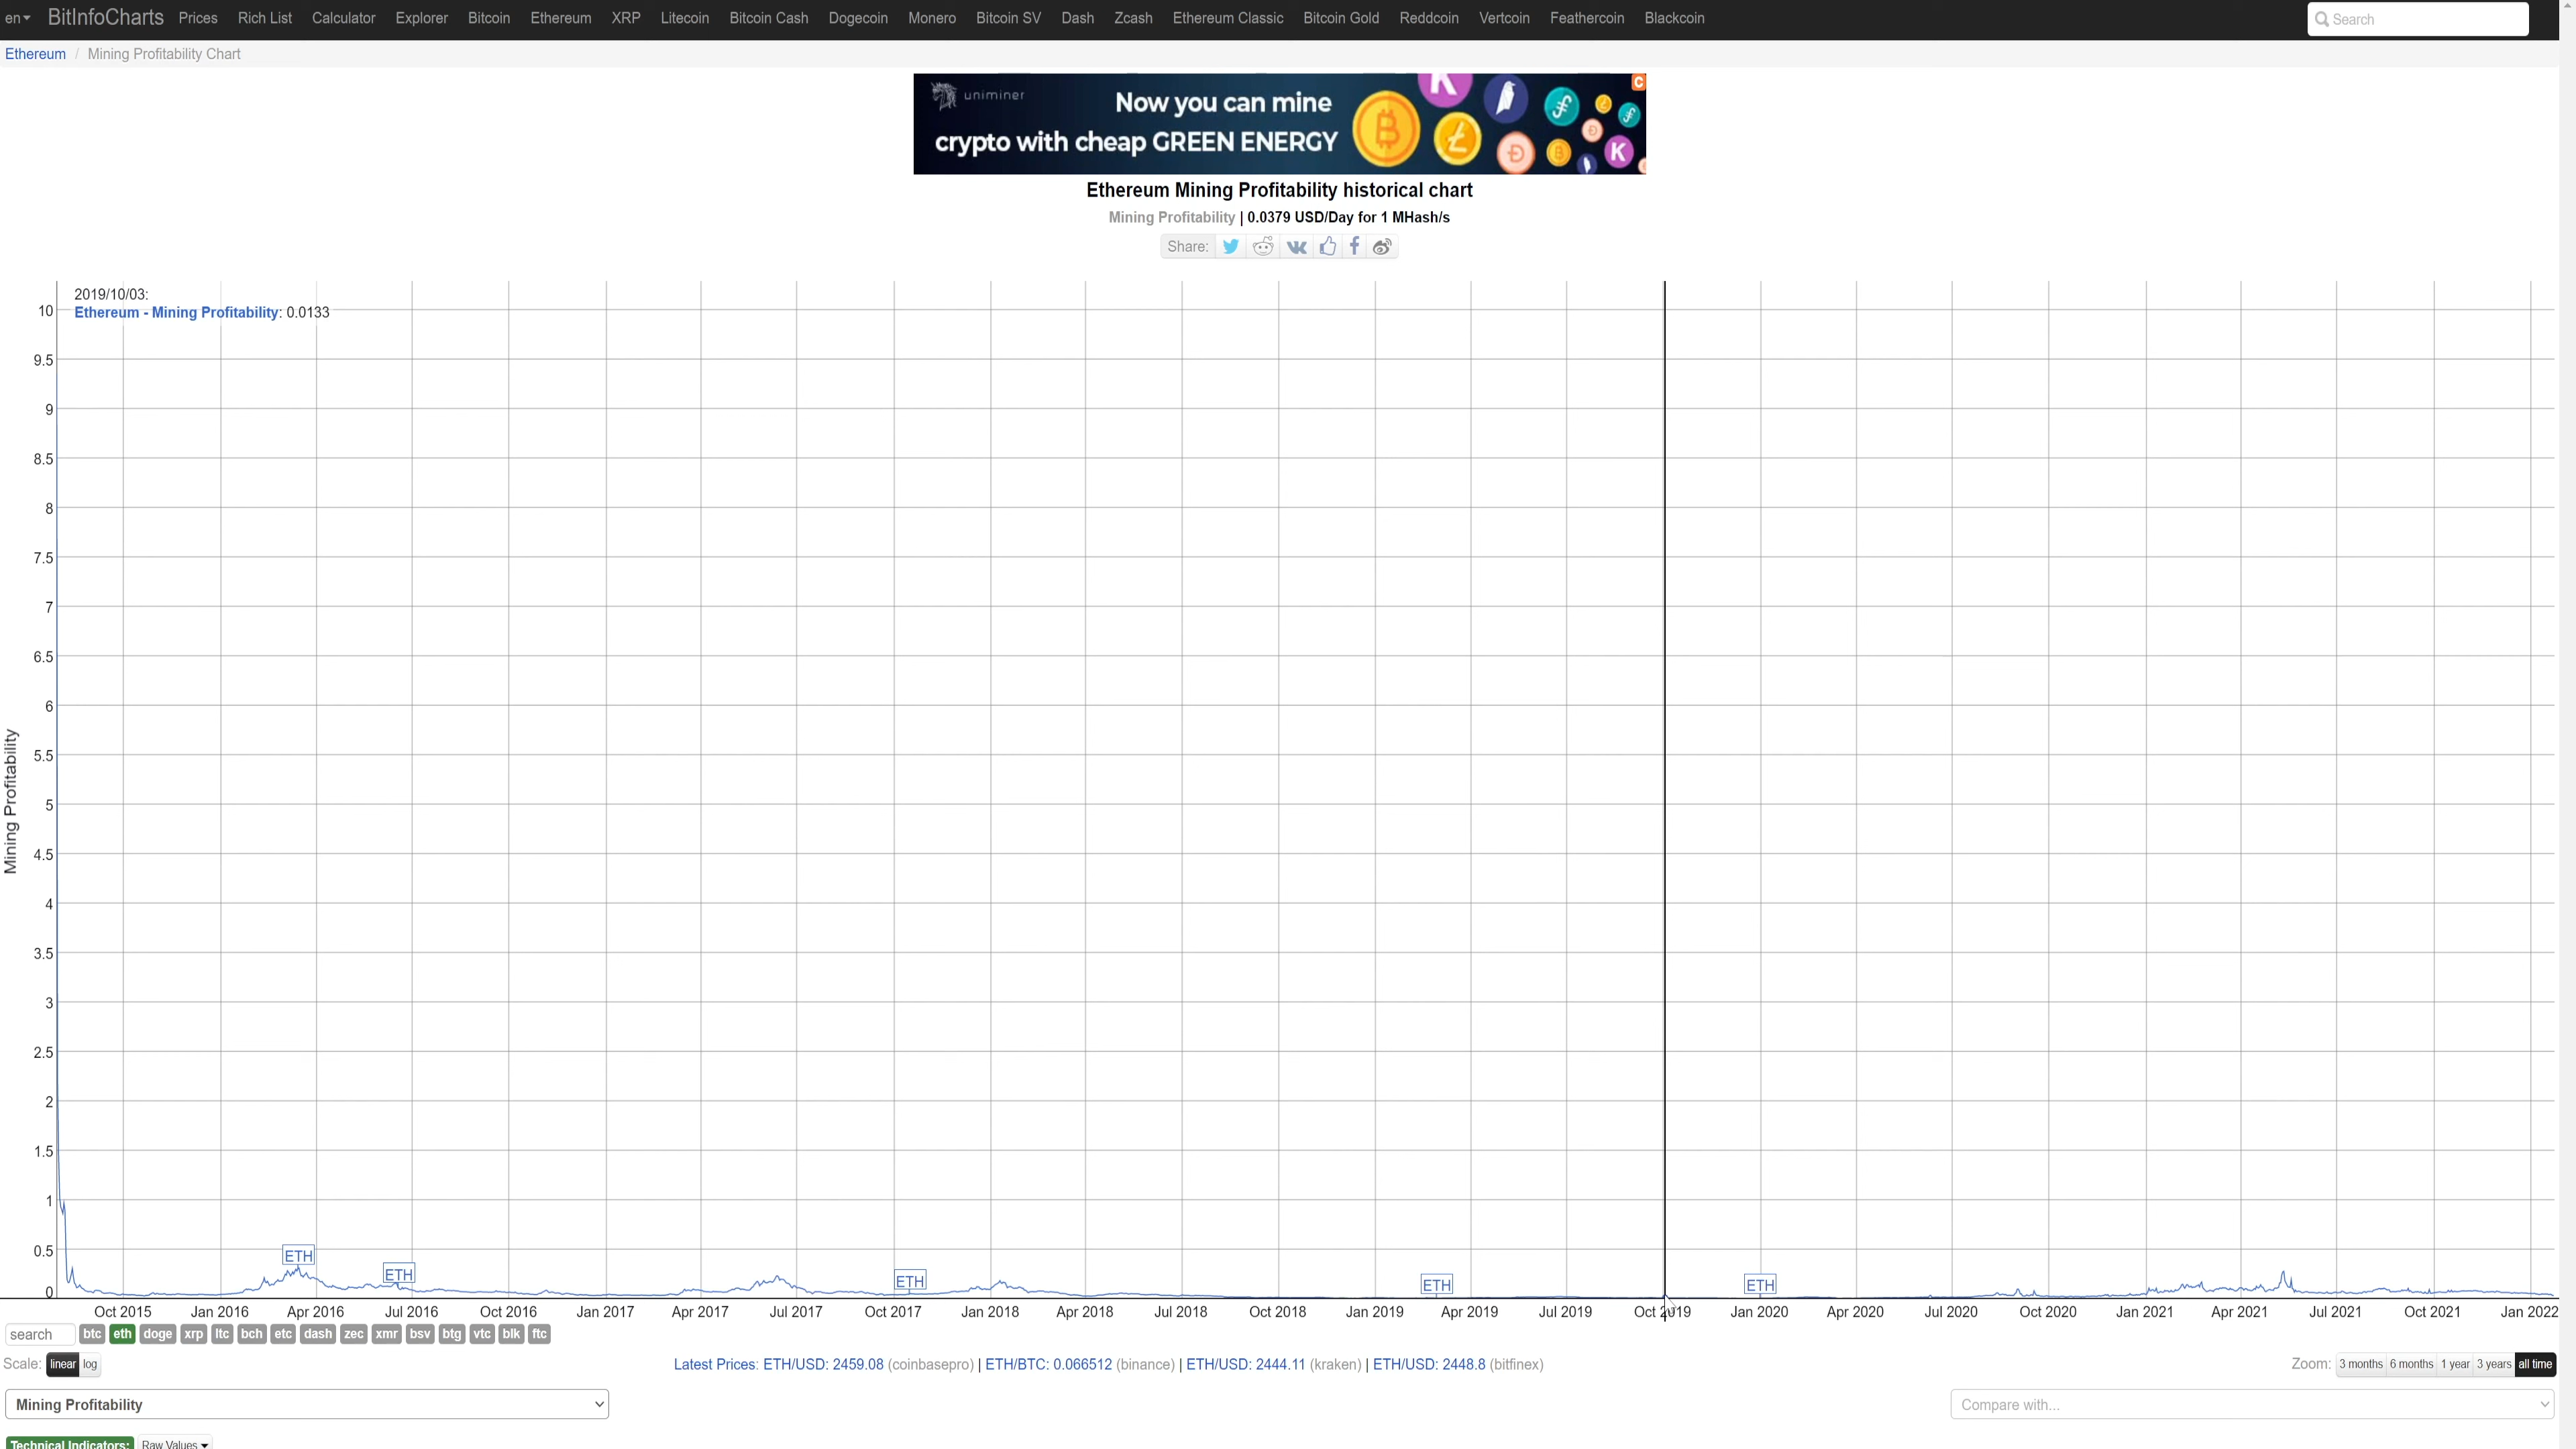 en BitInfoCharts Prices Rich List Calculator Explorer Bitcoin Ethereum XRP Litecoin Bitcoin Cash Dogecoin Monero Bitcoin SV Dash Zcash Ethereum Classic Bitcoin Gold Reddcoin Vertcoin Feathercoin Blackcoin Search
Ethereum / Mining Profitability Chart
uniminer
Now you can mine
crypto with cheap GREEN ENERGY
Ethereum Mining Profitability historical chart
Mining Profitability | 0.0379 USD/Day for 1 MHash/s
Share:
2019/10/03:
Ethereum - Mining Profitability: 0.0133
10
9.5
9
8.5
8
7.5
7
6.5
6
5.5
5
4.5
4
3.5
3
2.5
2
1.5
1
0.5
0
Mining Profitability
ETH
ETH
ETH
ETH
ETH
Oct 2015 Jan 2016 Apr 2016 Jul 2016 Oct 2016 Jan 2017 Apr 2017 Jul 2017 Oct 2017 Jan 2018 Apr 2018 Jul 2018 Oct 2018 Jan 2019 Apr 2019 Jul 2019 Oct 2019 Jan 2020 Apr 2020 Jul 2020 Oct 2020 Jan 2021 Apr 2021 Jul 2021 Oct 2021 Jan 2022
search btc eth doge xrp ltc bch etc dash zec xmr bsv btg vtc blk ftc
Scale: linear log
Latest Prices: ETH/USD: 2459.08 (coinbasepro) | ETH/BTC: 0.066512 (binance) | ETH/USD: 2444.11 (kraken) | ETH/USD: 2448.8 (bitfinex)
Zoom: 3 months 6 months 1 year 3 years all time
Mining Profitability
Compare with...
Technical Indicators: Raw Values